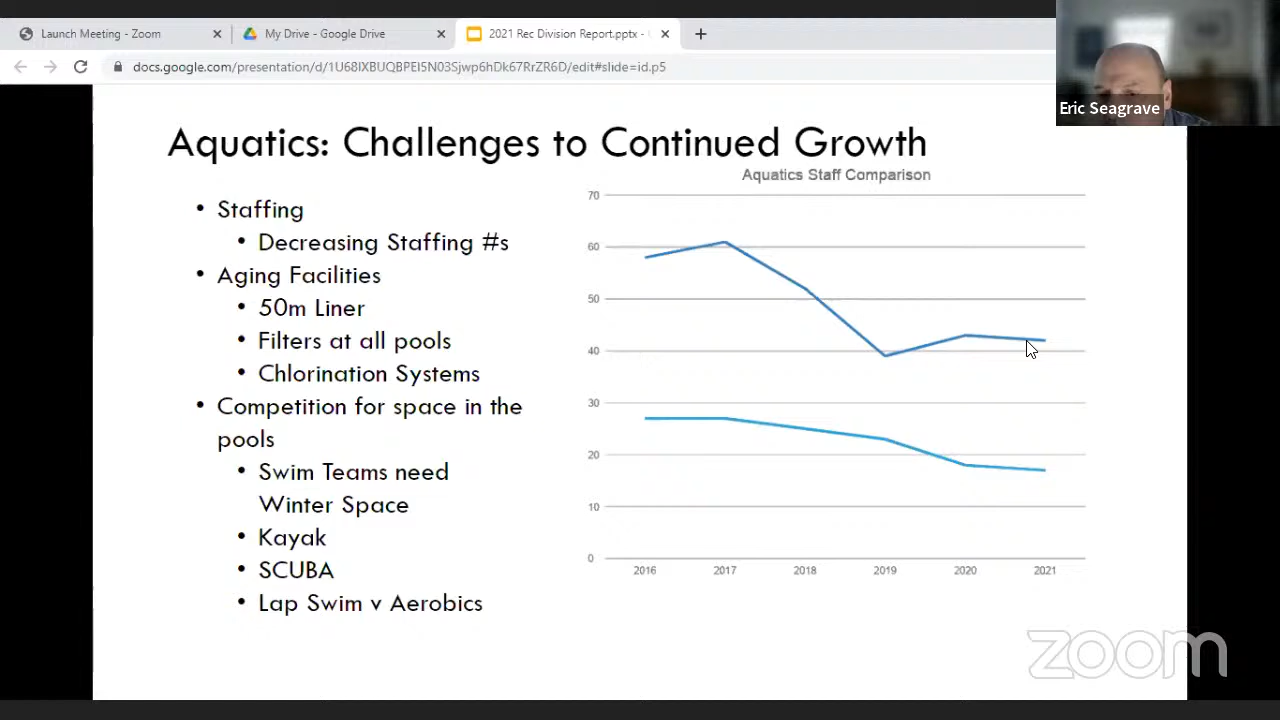 Launch Meeting - Zoom
My Drive - Google Drive
2021 Rec Division Report.pptx -
docs.google.com/presentation/d/1U68IXBUQBPEI5N03Sjwp6hDk67RrZR6D/edit#slide=id.p5
Eric Seagrave
Aquatics: Challenges to Continued Growth
• Staffing
• Decreasing Staffing #s
• Aging Facilities
• 50m Liner
• Filters at all pools
• Chlorination Systems
• Competition for space in the
pools
• Swim Teams need
Winter Space
• Kayak
• SCUBA
• Lap Swim v Aerobics
Aquatics Staff Comparison
70
60
50
40
30
20
10
0
2016 2017 2018 2019 2020 2021
zoom